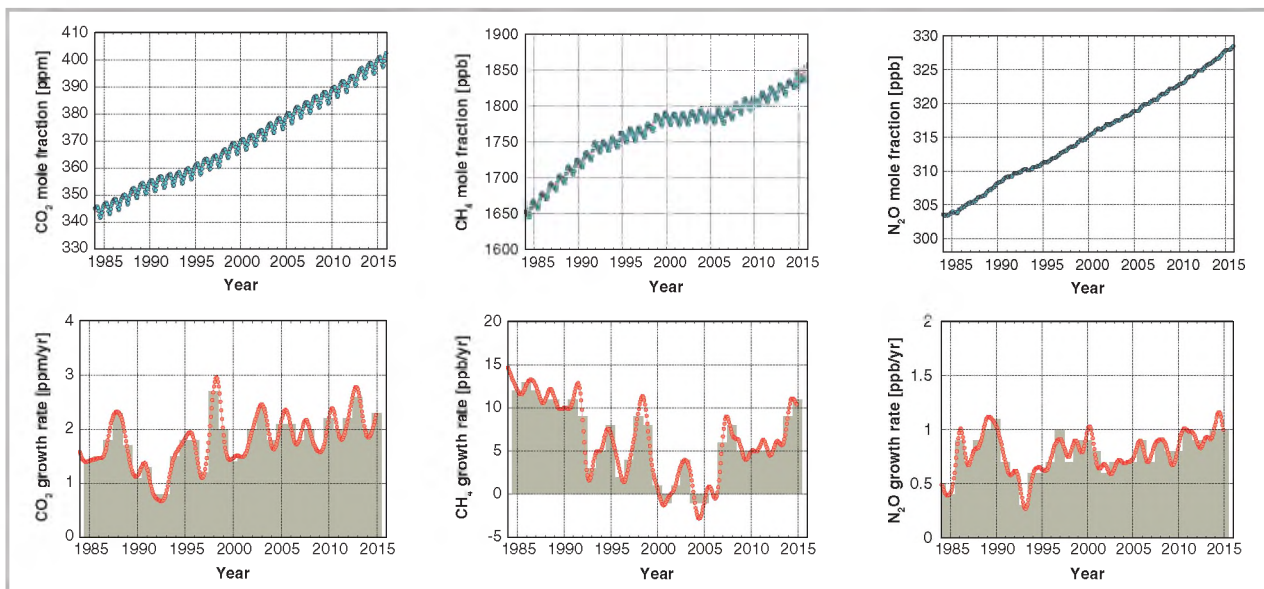 CO2 mole fraction [ppm]
410
400
390
380
370
360
350
340
330
1985 1990 1995 2000 2005 2010 2015
Year
CH4 mole fraction [ppb]
1900
1850
1800
1750
1700
1650
1600
1985 1990 1995 2000 2005 2010 2015
Year
N2O mole fraction [ppb]
330
325
320
315
310
305
300
1985 1990 1995 2000 2005 2010 2015
Year
CO2 growth rate [ppm/yr]
4
3
2
1
0
1985 1990 1995 2000 2005 2010 2015
Year
CH4 growth rate [ppb/yr]
20
15
10
5
0
-5
1985 1990 1995 2000 2005 2010 2015
Year
N2O growth rate [ppb/yr]
2
1.5
1
0.5
0
1985 1990 1995 2000 2005 2010 2015
Year